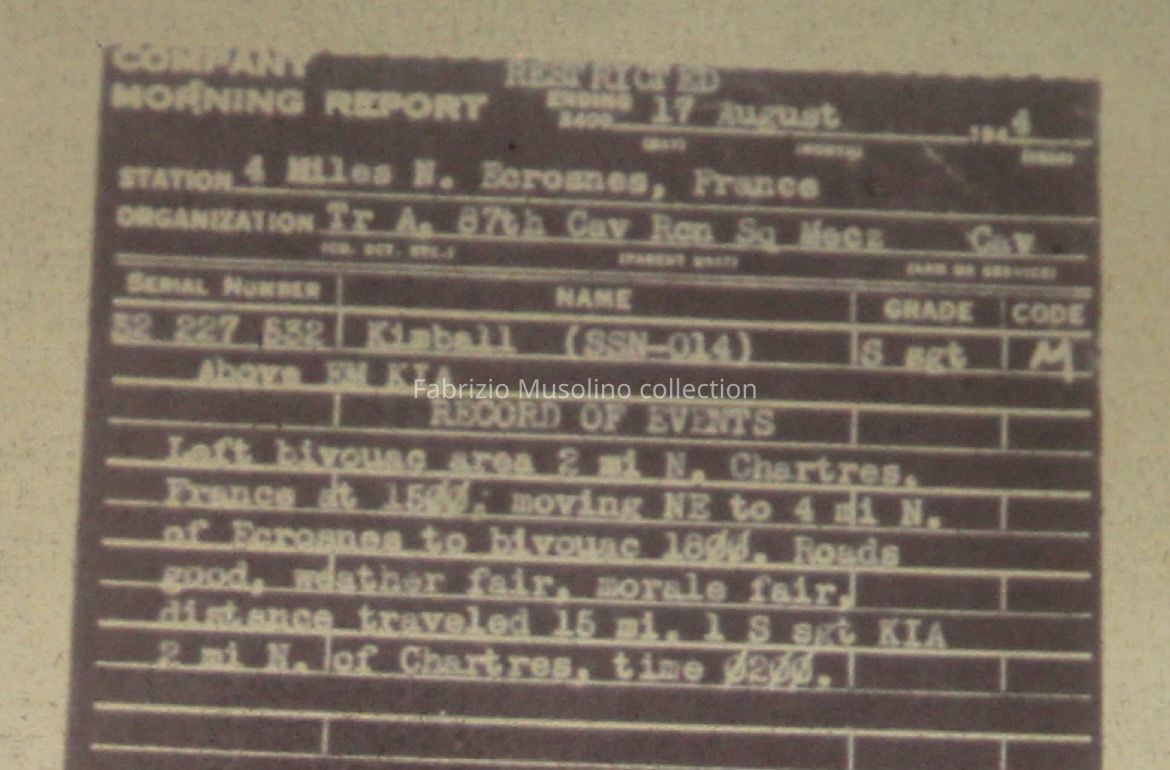 COMPANY
MORNING REPORT
RESTRICTED
ENDING
2400 17 August 194 4
STATION 4 Miles N. Ecrosnes, France
ORGANIZATION Tr A. 87th Cav Rcn Sq Mecz Cav
SERIAL NUMBER NAME GRADE CODE
32 227 532 Kimball (SSN-014) S sgt M
Above EM KIA
Fabrizio Musolino collection
RECORD OF EVENTS
Left bivouac area 2 mi N. Chartres,
France at 1500; moving NE to 4 mi N.
of Ecrosnes to bivouac 1800. Roads
good, weather fair, morale fair,
distance traveled 15 mi. 1 S sgt KIA
2 mi N. of Chartres, time 0200.